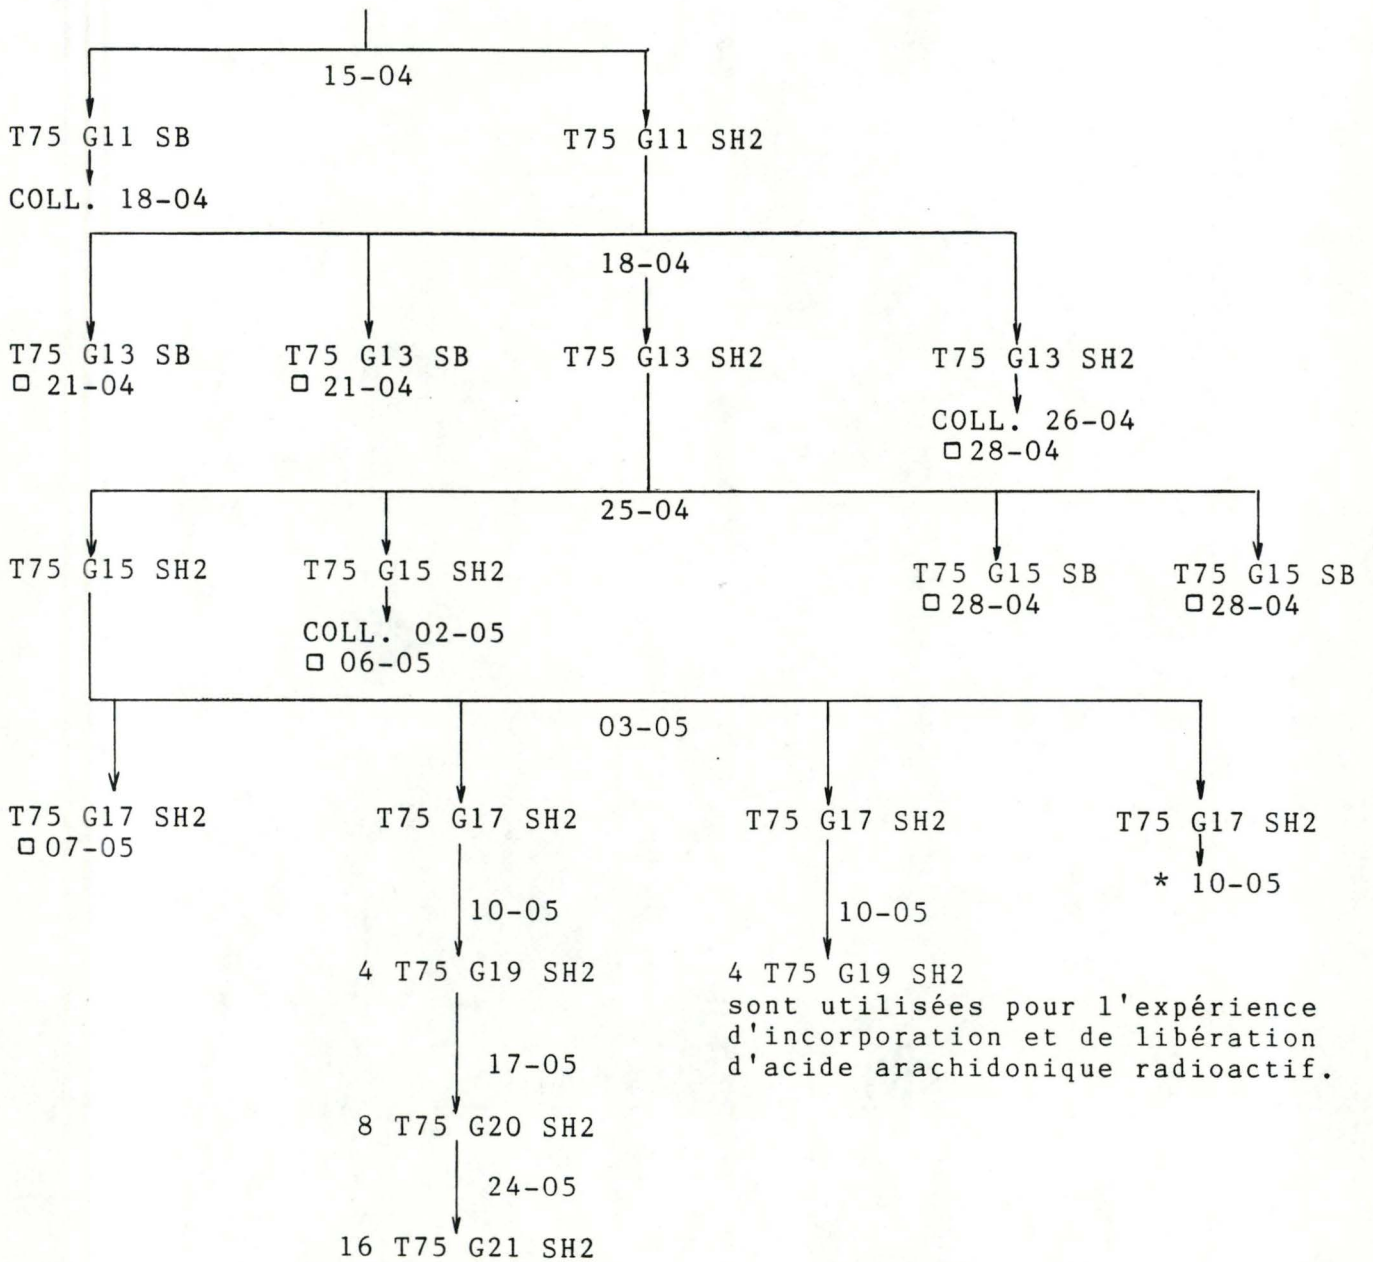 15-04
T75 G11 SB
T75 G11 SH2
COLL. 18-04
18-04
T75 G13 SB
T75 G13 SB
T75 G13 SH2
T75 G13 SH2
□ 21-04
□ 21-04
COLL. 26-04
□ 28-04
25-04
T75 G15 SH2
T75 G15 SH2
T75 G15 SB
T75 G15 SB
□ 28-04
□ 28-04
COLL. 02-05
□ 06-05
03-05
T75 G17 SH2
T75 G17 SH2
T75 G17 SH2
T75 G17 SH2
□ 07-05
* 10-05
10-05
10-05
4 T75 G19 SH2
4 T75 G19 SH2
sont utilisées pour l'expérience
d'incorporation et de libération
d'acide arachidonique radioactif.
17-05
8 T75 G20 SH2
24-05
16 T75 G21 SH2